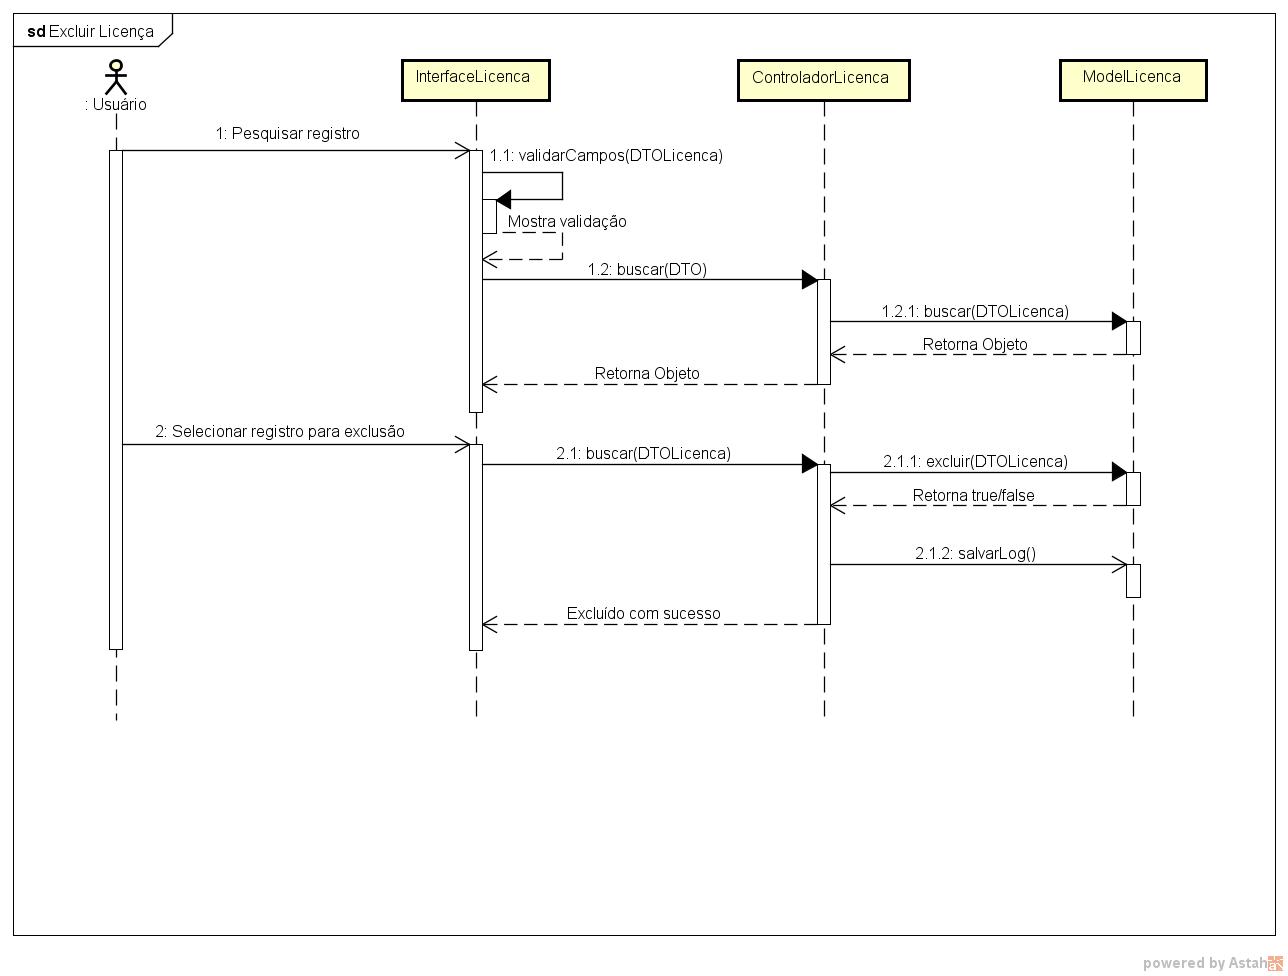 sd Excluir Licença
: Usuário
InterfaceLicenca
ControladorLicenca
ModelLicenca
1: Pesquisar registro
1.1: validarCampos(DTOLicenca)
Mostra validação
1.2: buscar(DTO)
1.2.1: buscar(DTOLicenca)
Retorna Objeto
Retorna Objeto
2: Selecionar registro para exclusão
2.1: buscar(DTOLicenca)
2.1.1: excluir(DTOLicenca)
Retorna true/false
2.1.2: salvarLog()
Excluído com sucesso
powered by Astah